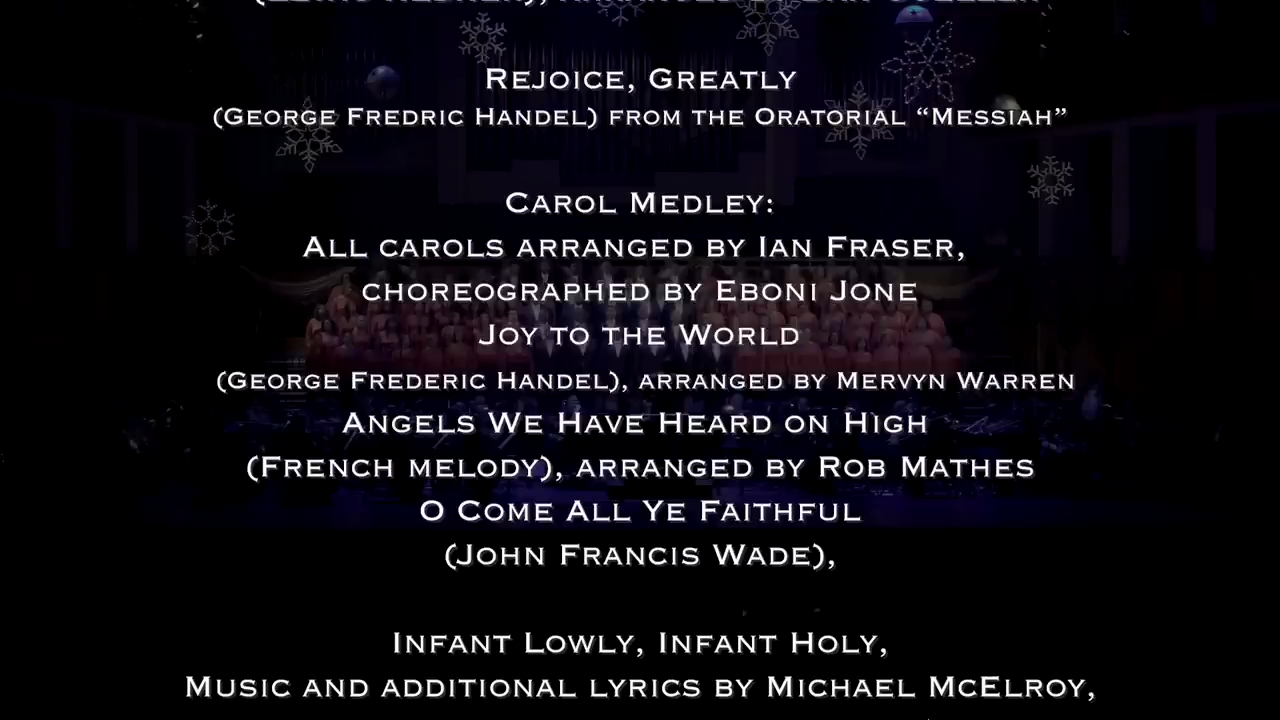 Rejoice, Greatly
(George Fredric Handel) from the Oratorial “Messiah”
Carol Medley:
All carols arranged by Ian Fraser,
choreographed by Eboni Jone
Joy to the World
(George Frederic Handel), arranged by Mervyn Warren
Angels We Have Heard on High
(French melody), arranged by Rob Mathes
O Come All Ye Faithful
(John Francis Wade),
Infant Lowly, Infant Holy,
Music and additional lyrics by Michael McElroy,